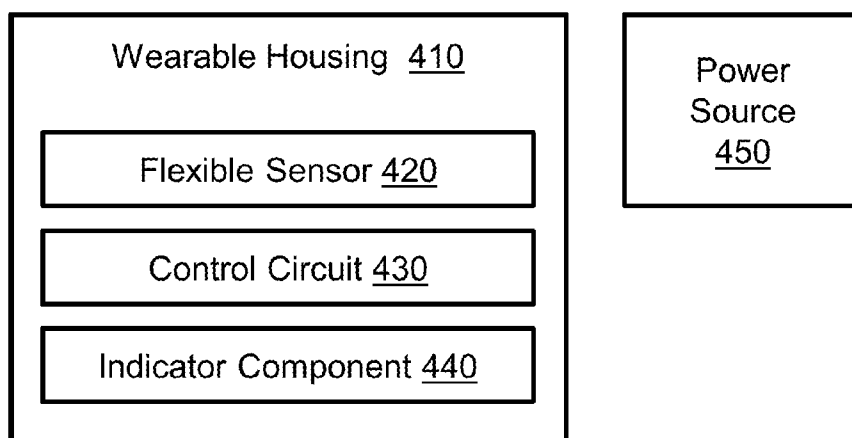 Wearable Housing 410
Flexible Sensor 420
Control Circuit 430
Indicator Component 440
Power
Source
450